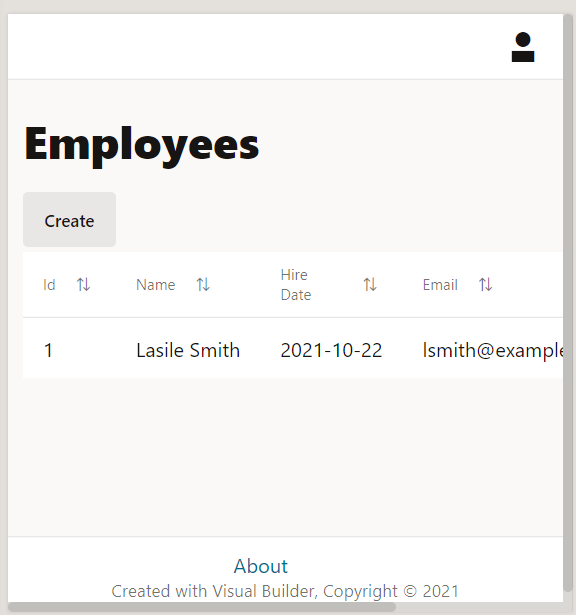 Employees
Create
Id Name Hire Date Email
1 Lasile Smith 2021-10-22 lsmith@example
About
Created with Visual Builder, Copyright © 2021